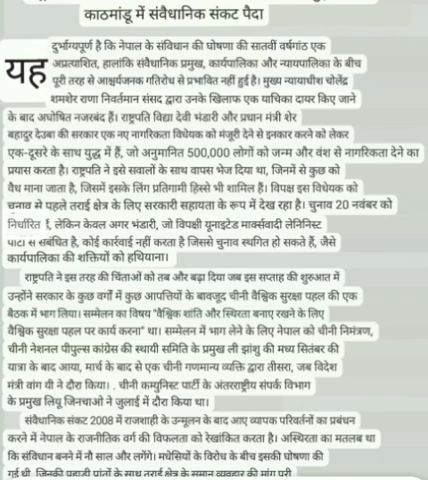 काठमांडू में संवैधानिक संकट पैदा
यह दुर्भाग्यपूर्ण है कि नेपाल के संविधान की घोषणा की सातवीं वर्षगांठ एक
अप्रत्याशित, हालांकि संवैधानिक प्रमुख, कार्यपालिका और न्यायपालिका के बीच
पूरी तरह से आश्चर्यजनक गतिरोध से प्रभावित नहीं हुई है। मुख्य न्यायाधीश चोलेंद्र
शमशेर राणा निवर्तमान संसद द्वारा उनके खिलाफ एक याचिका दायर किए जाने
के बाद अघोषित नजरबंद हैं। राष्ट्रपति विद्या देवी भंडारी और प्रधान मंत्री शेर
बहादुर देउबा की सरकार एक नए नागरिकता विधेयक को मंजूरी देने से इनकार करने को लेकर
एक-दूसरे के साथ युद्ध में हैं, जो अनुमानित 500,000 लोगों को जन्म और वंश से नागरिकता देने का
प्रयास करता है। राष्ट्रपति ने इसे सवालों के साथ वापस भेज दिया था, जिनमें से कुछ को
वैध माना जाता है, जिसमें इसके लिंग प्रतिगामी हिस्से भी शामिल हैं। विपक्ष इस विधेयक को
चुनाव से पहले तराई क्षेत्र के लिए सरकारी सहायता के रूप में देख रहा है। चुनाव 20 नवंबर को
निर्धारित हैं, लेकिन केवल अगर भंडारी, जो विपक्षी यूनाइटेड मार्क्सवादी लेनिनिस्ट
पार्टी से संबंधित है, कोई कार्रवाई नहीं करता है जिससे चुनाव स्थगित हो सकते हैं, जैसे
कार्यपालिका की शक्तियों को हथियाना।
राष्ट्रपति ने इस तरह की चिंताओं को तब और बढ़ा दिया जब इस सप्ताह की शुरुआत में
उन्होंने सरकार के कुछ वर्गों में कुछ आपत्तियों के बावजूद चीनी वैश्विक सुरक्षा पहल की एक
बैठक में भाग लिया। सम्मेलन का विषय "वैश्विक शांति और स्थिरता बनाए रखने के लिए
वैश्विक सुरक्षा पहल पर कार्य करना" था। सम्मेलन में भाग लेने के लिए नेपाल को चीनी निमंत्रण,
चीनी नेशनल पीपुल्स कांग्रेस की स्थायी समिति के प्रमुख ली झांशु की मध्य सितंबर की
यात्रा के बाद आया, मार्च के बाद से एक चीनी गणमान्य व्यक्ति द्वारा तीसरा, जब विदेश
मंत्री वांग यी ने दौरा किया। . चीनी कम्युनिस्ट पार्टी के अंतरराष्ट्रीय संपर्क विभाग
के प्रमुख लियू जिनचाओ ने जुलाई में दौरा किया था।
संवैधानिक संकट 2008 में राजशाही के उन्मूलन के बाद आए व्यापक परिवर्तनों का प्रबंधन
करने में नेपाल के राजनीतिक वर्ग की विफलता को रेखांकित करता है। अस्थिरता का मतलब था
कि संविधान बनने में नौ साल और लगेंगे। मधेसियों के विरोध के बीच इसकी घोषणा की
गई थी, जिनकी पहाड़ी प्रांतों के साथ तराई क्षेत्र के समान व्यवहार की मांग पूरी